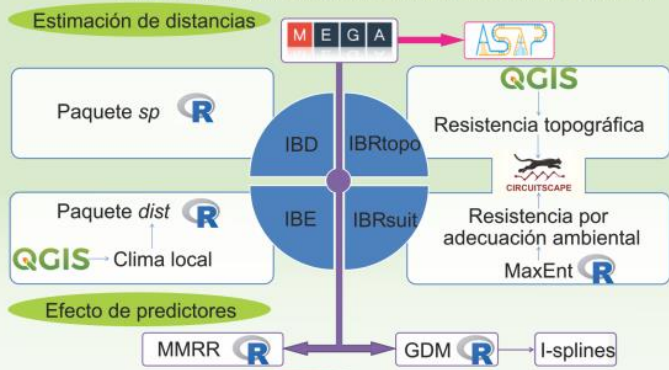 Estimación de distancias
MEGA
ASAP
Paquete sp R
QGIS
Resistencia topográfica
IBD
IBRtopo
CIRCUITSCAPE
IBE
IBRsuit
Paquete dist R
QGIS
Clima local
Resistencia por
adecuación ambiental
MaxEnt R
Efecto de predictores
MMRR R
GDM R
I-splines